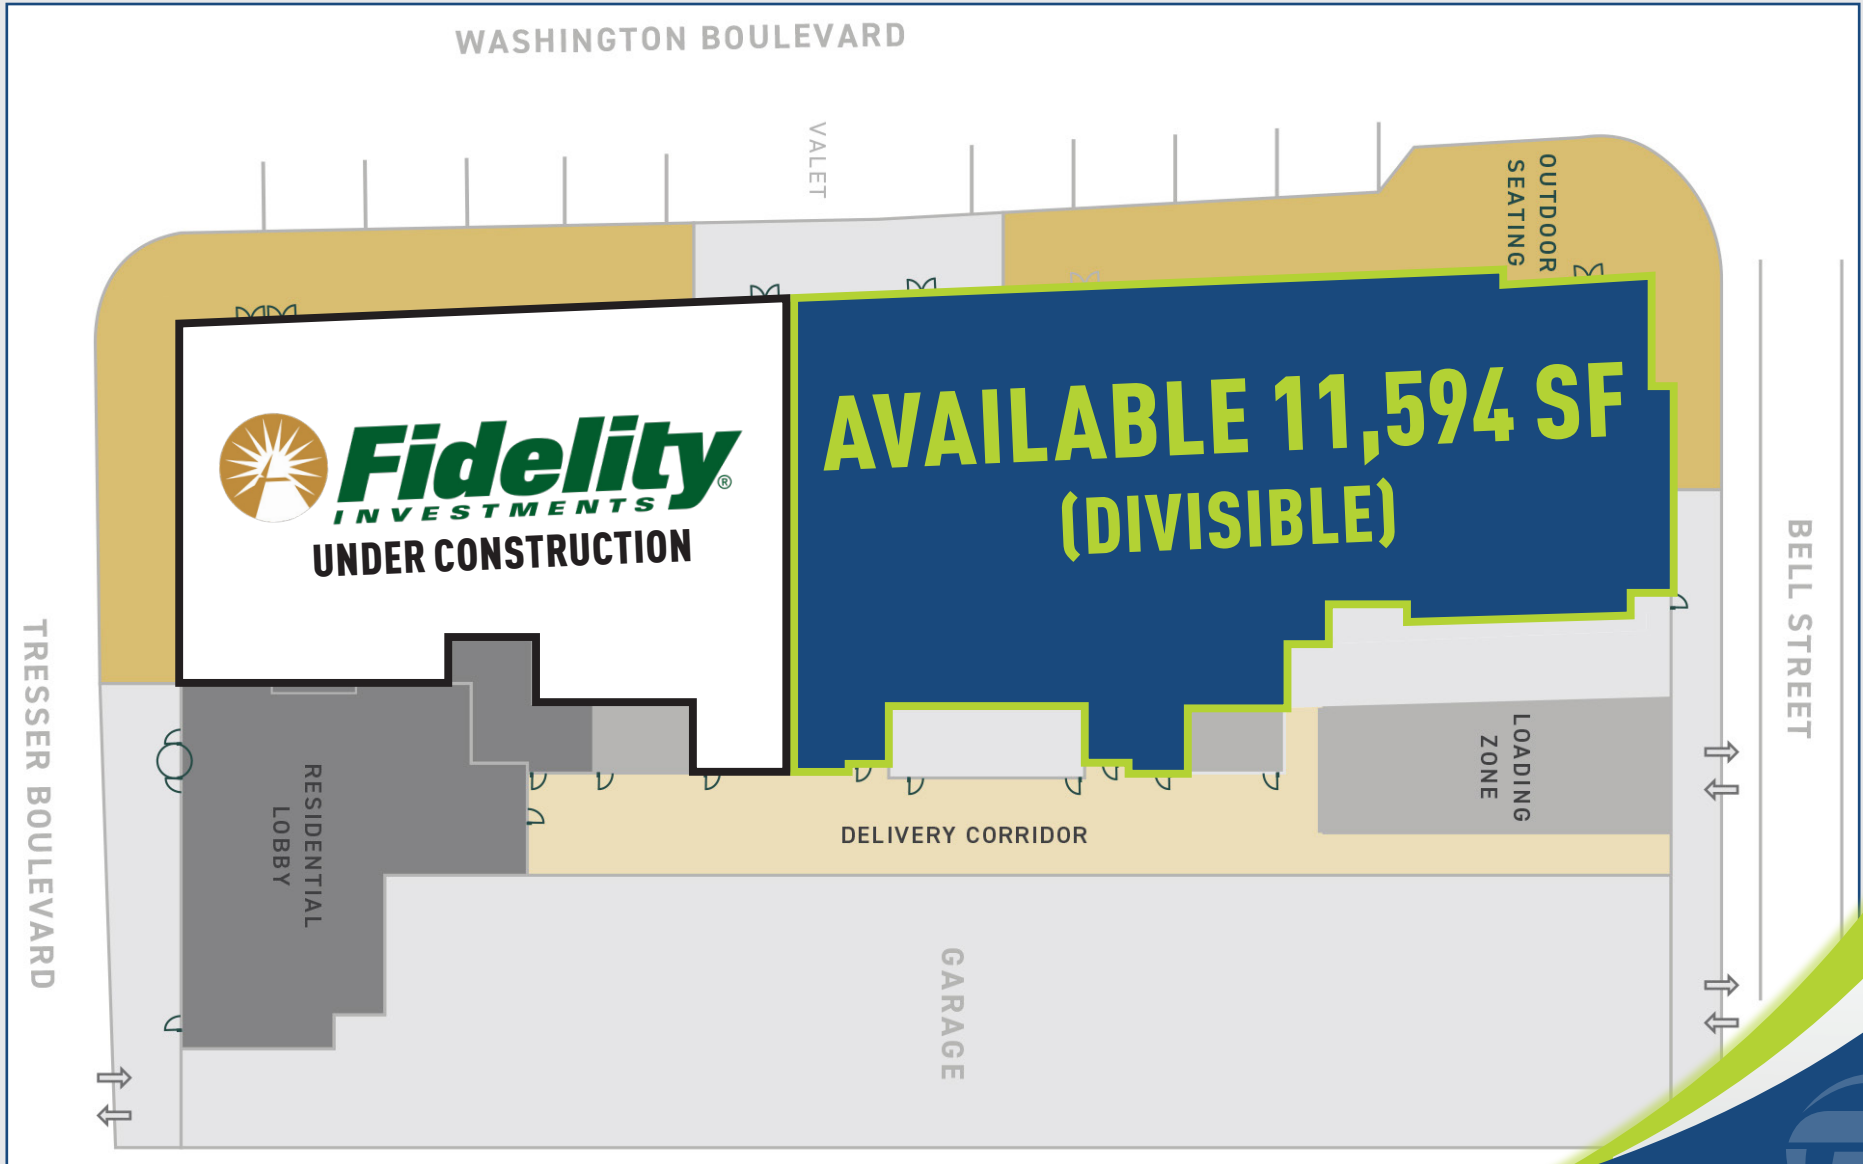 WASHINGTON BOULEVARD
VALET
OUTDOOR
SEATING
Fidelity®
INVESTMENTS
UNDER CONSTRUCTION
AVAILABLE 11,594 SF
(DIVISIBLE)
TRESSER BOULEVARD
BELL STREET
RESIDENTIAL
LOBBY
LOADING
ZONE
DELIVERY CORRIDOR
GARAGE